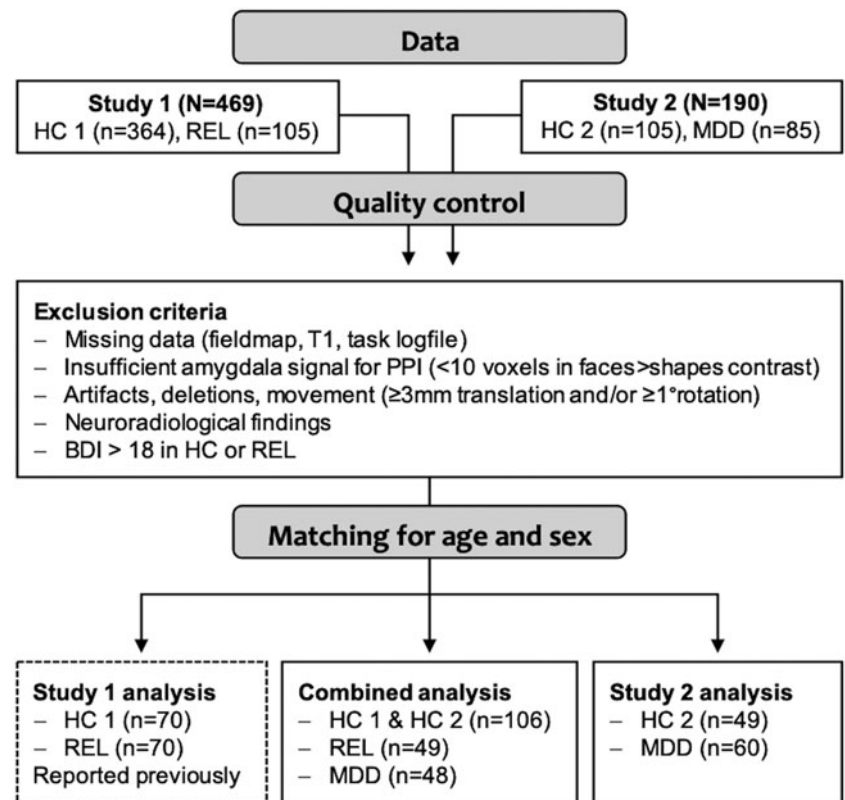 Data
Study 1 (N=469)
HC 1 (n=364), REL (n=105)
Study 2 (N=190)
HC 2 (n=105), MDD (n=85)
Quality control
Exclusion criteria
– Missing data (fieldmap, T1, task logfile)
– Insufficient amygdala signal for PPI (<10 voxels in faces>shapes contrast)
– Artifacts, deletions, movement (≥3mm translation and/or ≥1°rotation)
– Neuroradiological findings
– BDI > 18 in HC or REL
Matching for age and sex
Study 1 analysis
– HC 1 (n=70)
– REL (n=70)
Reported previously
Combined analysis
– HC 1 & HC 2 (n=106)
– REL (n=49)
– MDD (n=48)
Study 2 analysis
– HC 2 (n=49)
– MDD (n=60)